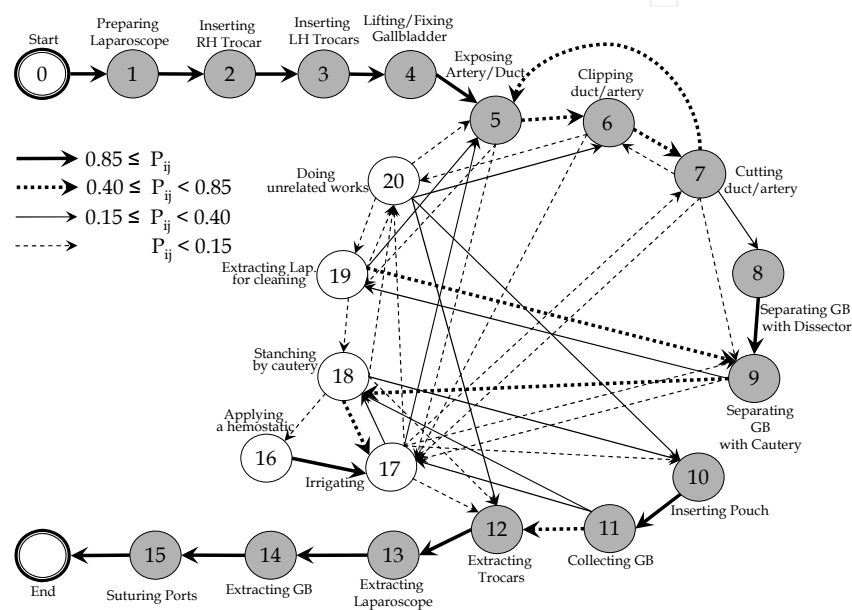 Start
0
Preparing
Laparoscope
1
Inserting
RH Trocar
2
Inserting
LH Trocars
3
Lifting/Fixing
Gallbladder
4
Exposing
Artery/Duct
5
Clipping
duct/artery
6
7
Cutting
duct/artery
0.85 ≤ Pij
0.40 ≤ Pij < 0.85
0.15 ≤ Pij < 0.40
Pij < 0.15
Doing
unrelated works
20
8
Separating GB
with Dissector
Extracting Lap.
for cleaning
19
Stanching
by cautery
18
9
Separating
GB
with Cautery
Applying
a hemostatic
16
Irrigating
17
10
Inserting Pouch
11
Collecting GB
12
Extracting
Trocars
13
Extracting
Laparoscope
14
Extracting GB
15
Suturing Ports
End